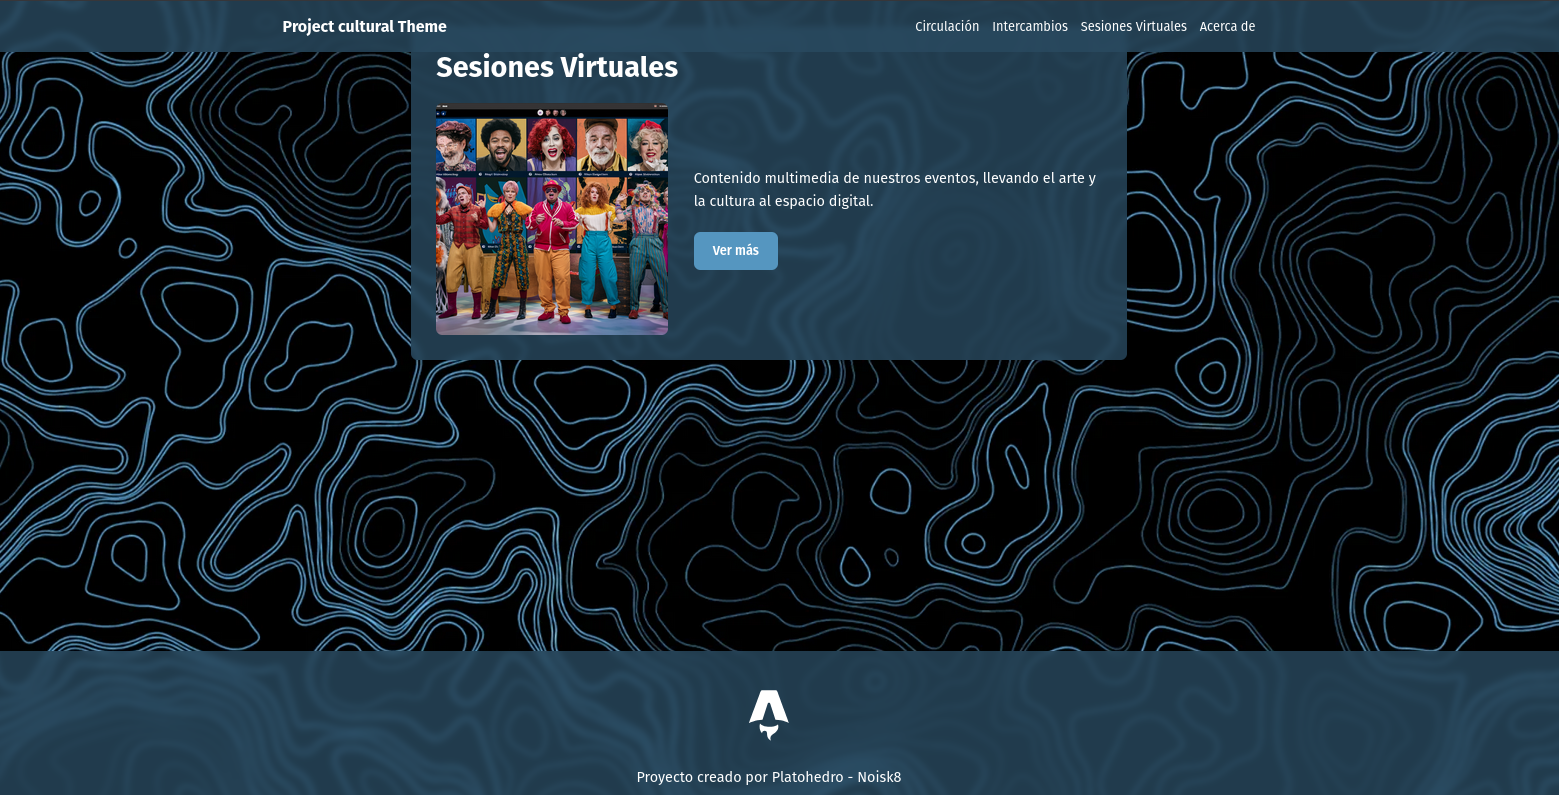 Project cultural Theme
Circulación Intercambios Sesiones Virtuales Acerca de
Sesiones Virtuales
Contenido multimedia de nuestros eventos, llevando el arte y
la cultura al espacio digital.
Ver más
Proyecto creado por Platohedro - Noisk8